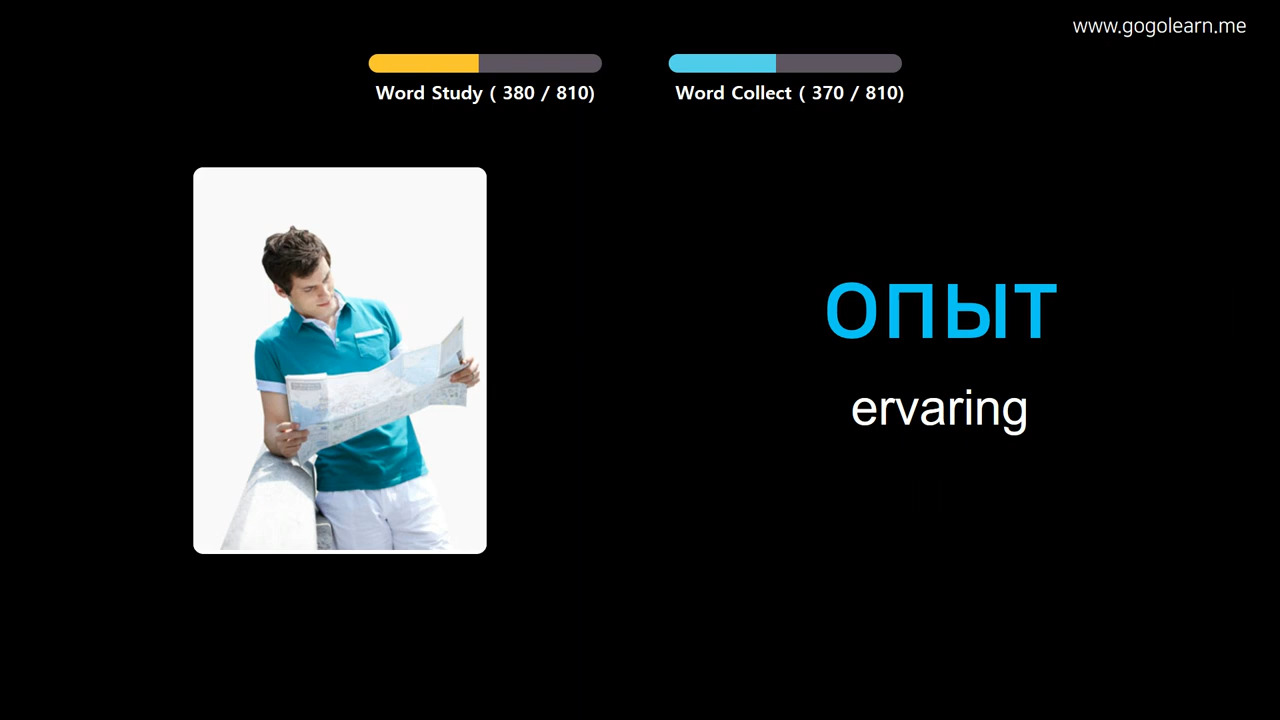 www.gogolearn.me
Word Study ( 380 / 810)
Word Collect ( 370 / 810)
опыт
ervaring